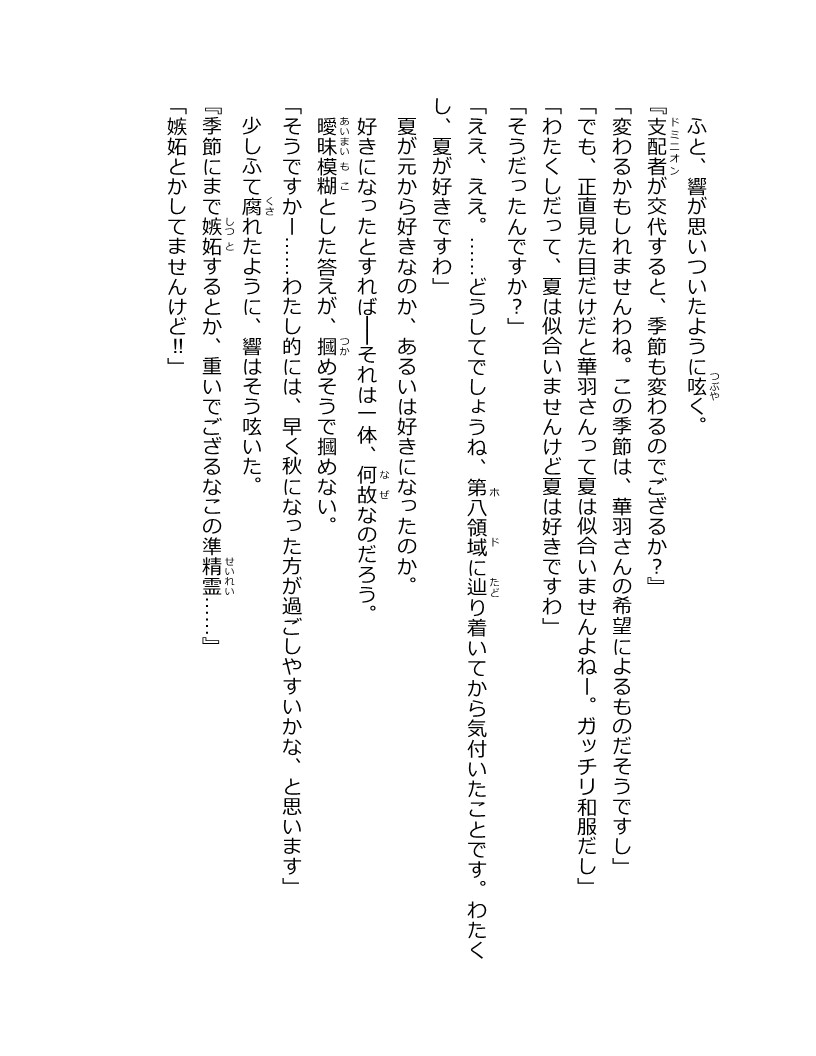 ふと、響が思いついたように呟く。
『支配者が交代すると、季節も変わるのでござるか？』
「変わるかもしれませんわね。この季節は、華羽さんの希望によるものだそうですし」
「でも、正直見た目だけだと華羽さんって夏は似合いませんよねー。ガッチリ和服だし」
「わたくしだって、夏は似合いませんけど夏は好きですわ」
「そうだったんですか？」
「ええ、ええ。……どうしてでしょうね、第八領域に辿り着いてから気付いたことです。わたく
し、夏が好きですわ」
夏が元から好きなのか、あるいは好きになったのか。
好きになったとすれば――それは一体、何故なのだろう。
曖昧模糊とした答えが、摑めそうで摑めない。
「そうですかー……わたし的には、早く秋になった方が過ごしやすいかな、と思います」
少しふて腐れたように、響はそう呟いた。
『季節にまで嫉妬するとか、重いでござるなこの準精霊……』
「嫉妬とかしてませんけど!!」